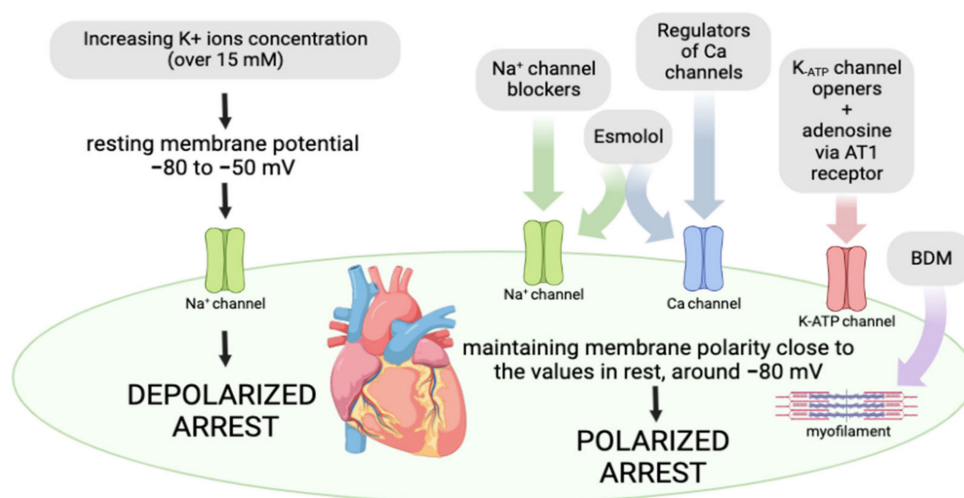 Increasing K+ ions concentration
(over 15 mM)
resting membrane potential
−80 to −50 mV
Na⁺ channel
DEPOLARIZED
ARREST
Na⁺ channel
blockers
Esmolol
Regulators
of Ca
channels
K-ATP channel
openers
+
adenosine
via AT1
receptor
BDM
Na⁺ channel
Ca channel
K-ATP channel
maintaining membrane polarity close to
the values in rest, around −80 mV
myofilament
POLARIZED
ARREST